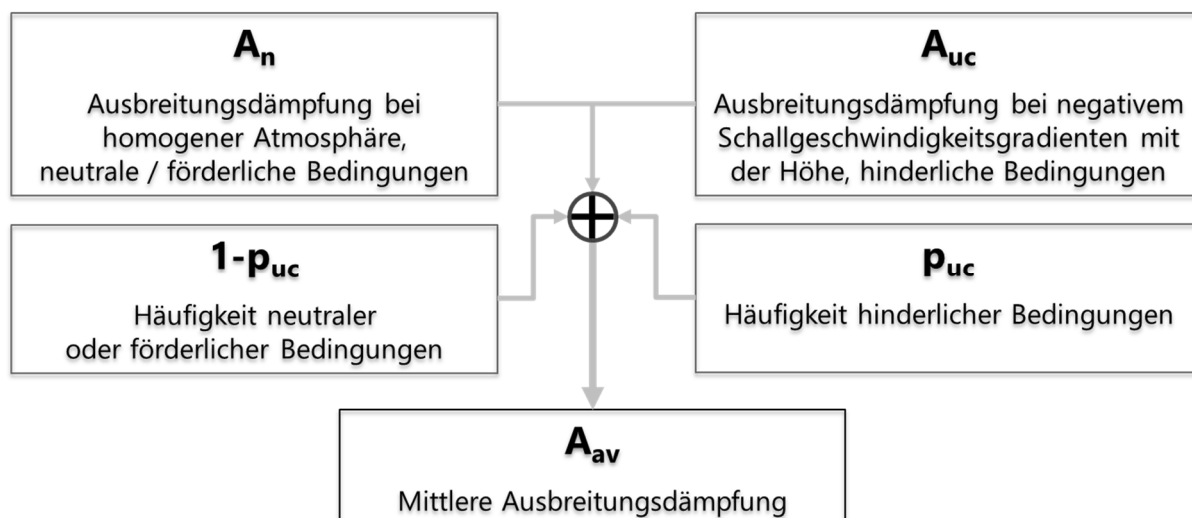 A_n
Ausbreitungsdämpfung bei
homogener Atmosphäre,
neutrale / förderliche Bedingungen
A_uc
Ausbreitungsdämpfung bei negativem
Schallgeschwindigkeitsgradienten mit
der Höhe, hinderliche Bedingungen
1-p_uc
Häufigkeit neutraler
oder förderlicher Bedingungen
p_uc
Häufigkeit hinderlicher Bedingungen
A_av
Mittlere Ausbreitungsdämpfung